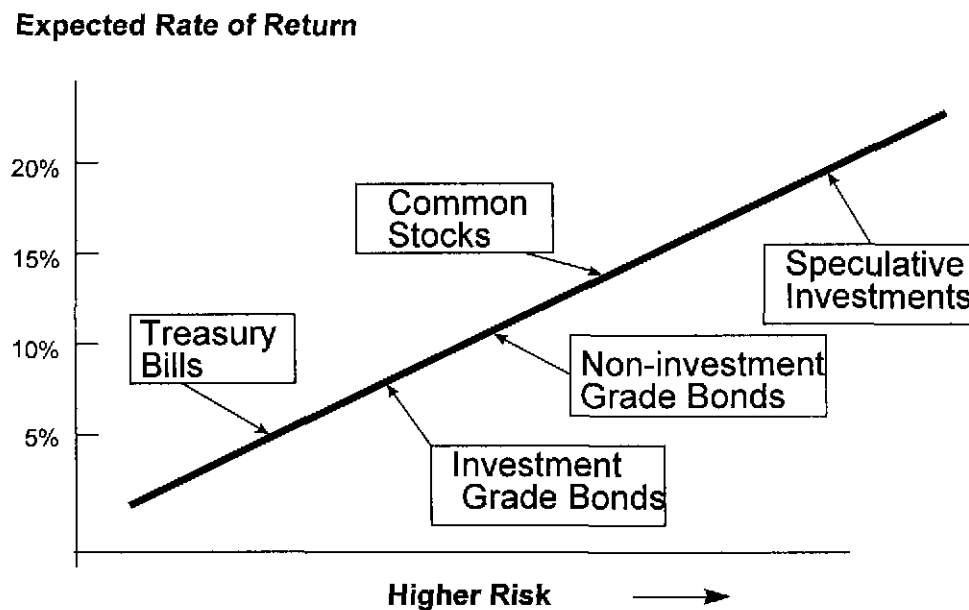 Expected Rate of Return
20%
Common
Stocks
15%
Speculative
Investments
Treasury
Bills
10%
Non-investment
Grade Bonds
5%
Investment
Grade Bonds
Higher Risk